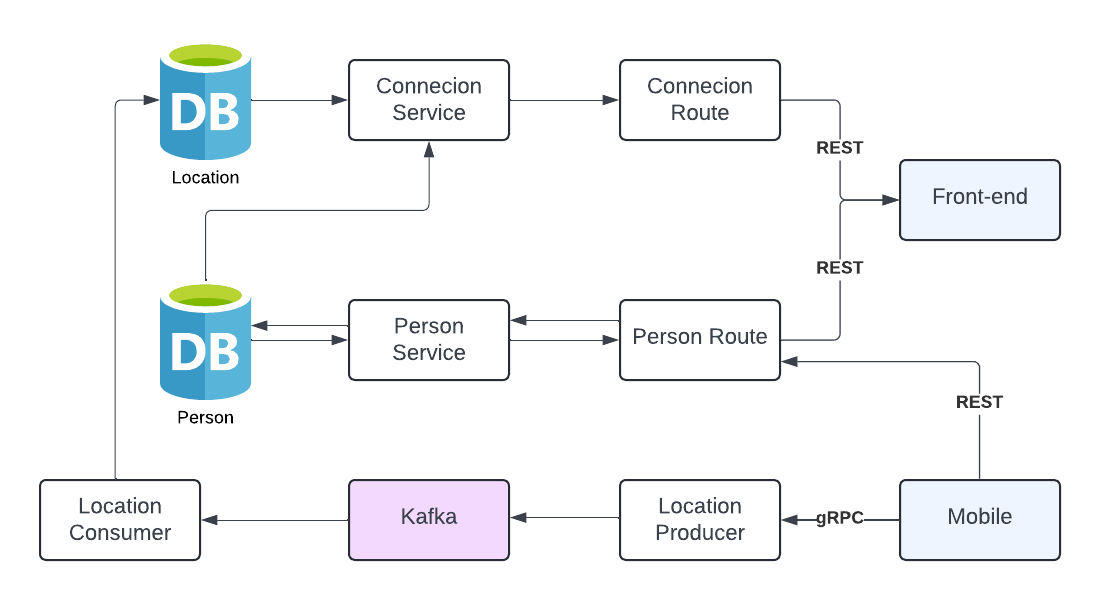 DB
Location
Connecion
Service
Connecion
Route
REST
Front-end
REST
DB
Person
Person
Service
Person Route
REST
Location
Consumer
Kafka
Location
Producer
gRPC
Mobile